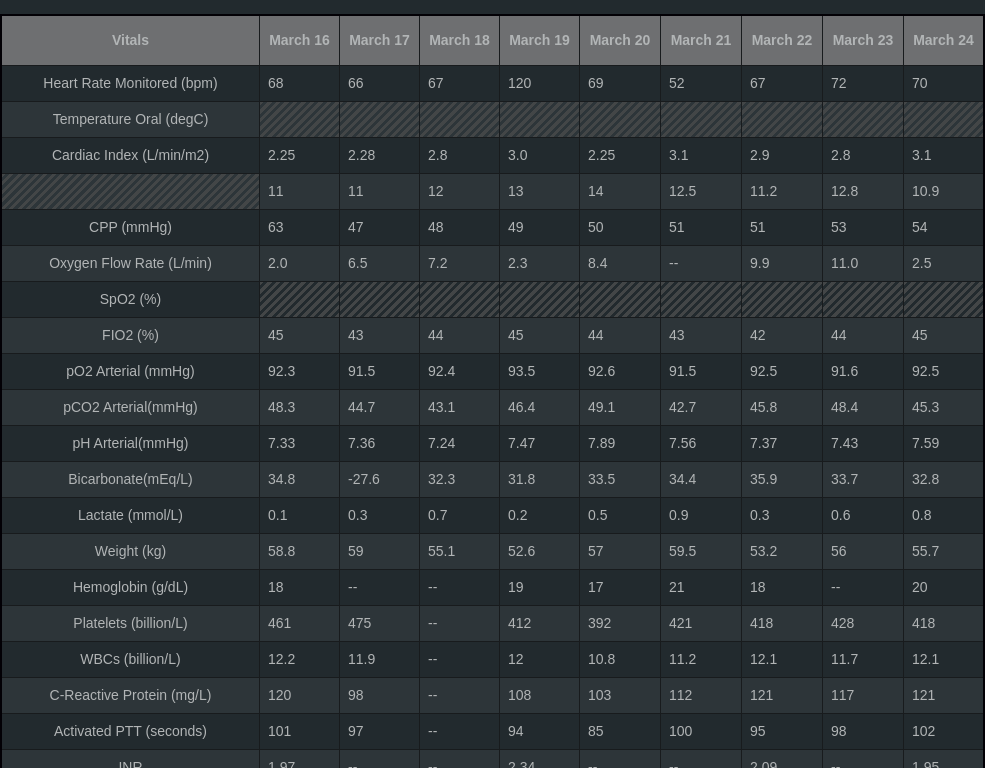 Vitals March 16 March 17 March 18 March 19 March 20 March 21 March 22 March 23 March 24
Heart Rate Monitored (bpm) 68 66 67 120 69 52 67 72 70
Temperature Oral (degC)
Cardiac Index (L/min/m2) 2.25 2.28 2.8 3.0 2.25 3.1 2.9 2.8 3.1
11 11 12 13 14 12.5 11.2 12.8 10.9
CPP (mmHg) 63 47 48 49 50 51 51 53 54
Oxygen Flow Rate (L/min) 2.0 6.5 7.2 2.3 8.4 -- 9.9 11.0 2.5
SpO2 (%)
FIO2 (%) 45 43 44 45 44 43 42 44 45
pO2 Arterial (mmHg) 92.3 91.5 92.4 93.5 92.6 91.5 92.5 91.6 92.5
pCO2 Arterial(mmHg) 48.3 44.7 43.1 46.4 49.1 42.7 45.8 48.4 45.3
pH Arterial(mmHg) 7.33 7.36 7.24 7.47 7.89 7.56 7.37 7.43 7.59
Bicarbonate(mEq/L) 34.8 -27.6 32.3 31.8 33.5 34.4 35.9 33.7 32.8
Lactate (mmol/L) 0.1 0.3 0.7 0.2 0.5 0.9 0.3 0.6 0.8
Weight (kg) 58.8 59 55.1 52.6 57 59.5 53.2 56 55.7
Hemoglobin (g/dL) 18 -- -- 19 17 21 18 -- 20
Platelets (billion/L) 461 475 -- 412 392 421 418 428 418
WBCs (billion/L) 12.2 11.9 -- 12 10.8 11.2 12.1 11.7 12.1
C-Reactive Protein (mg/L) 120 98 -- 108 103 112 121 117 121
Activated PTT (seconds) 101 97 -- 94 85 100 95 98 102
INR 1.97 -- -- 2.34 -- -- 2.09 -- 1.95